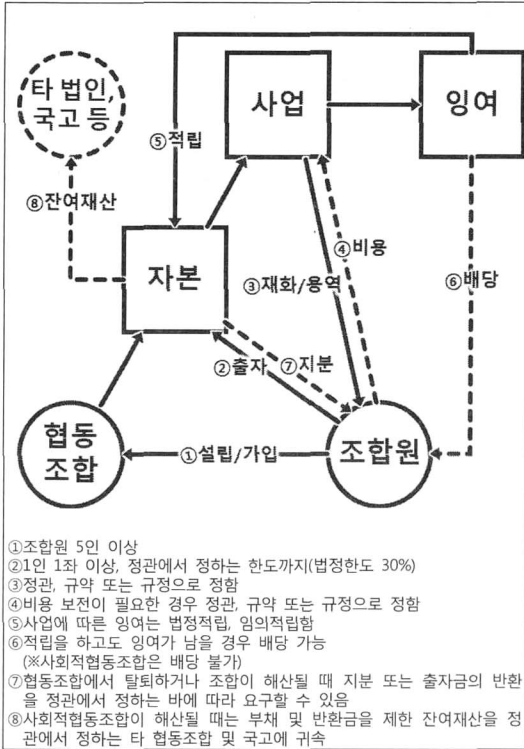 타 법인,
국고 등
사업
잉여
⑤적립
⑧잔여재산
자본
③재화/용역
④비용
⑥배당
②출자
⑦지분
협동
조합
①설립/가입
조합원
①조합원 5인 이상
②1인 1좌 이상, 정관에서 정하는 한도까지(법정한도 30%)
③정관, 규약 또는 규정으로 정함
④비용 보전이 필요한 경우 정관, 규약 또는 규정으로 정함
⑤사업에 따른 잉여는 법정적립, 임의적립함
⑥적립을 하고도 잉여가 남을 경우 배당 가능
(※사회적협동조합은 배당 불가)
⑦협동조합에서 탈퇴하거나 조합이 해산될 때 지분 또는 출자금의 반환
을 정관에서 정하는 바에 따라 요구할 수 있음
⑧사회적협동조합이 해산될 때는 부채 및 반환금을 제한 잔여재산을 정
관에서 정하는 타 협동조합 및 국고에 귀속